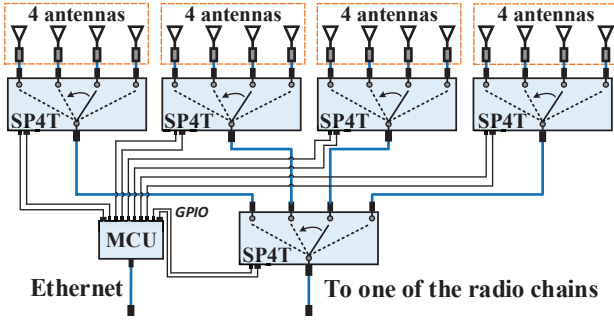 4 antennas
4 antennas
4 antennas
4 antennas
SP4T
SP4T
SP4T
SP4T
GPIO
MCU
SP4T
Ethernet
To one of the radio chains